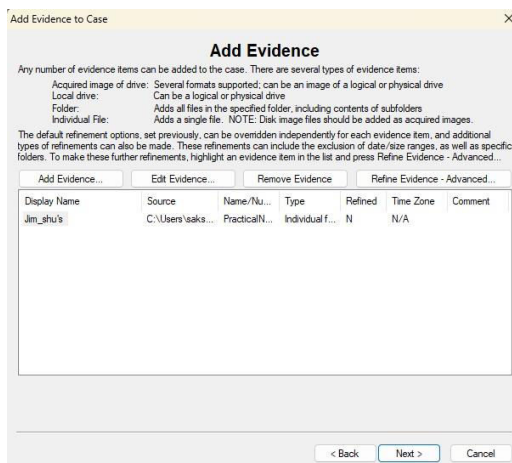 Add Evidence to Case
Add Evidence
Any number of evidence items can be added to the case. There are several types of evidence items:
Acquired image of drive: Several formats supported; can be an image of a logical or physical drive
Local drive: Can be a logical or physical drive
Folder: Adds all files in the specified folder, including contents of subfolders
Individual File: Adds a single file. NOTE: Disk image files should be added as acquired images.
The default refinement options, set previously, can be overridden independently for each evidence item, and additional
types of refinements can also be made. These refinements can include the exclusion of date/size ranges, as well as specific
folders. To make these further refinements, highlight an evidence item in the list and press Refine Evidence - Advanced...
Add Evidence... Edit Evidence... Remove Evidence Refine Evidence - Advanced...
Display Name Source Name/Nu... Type Refined Time Zone Comment
Jim_shu's C:\Users\saks... PracticalN... Individual f... N N/A
< Back Next > Cancel